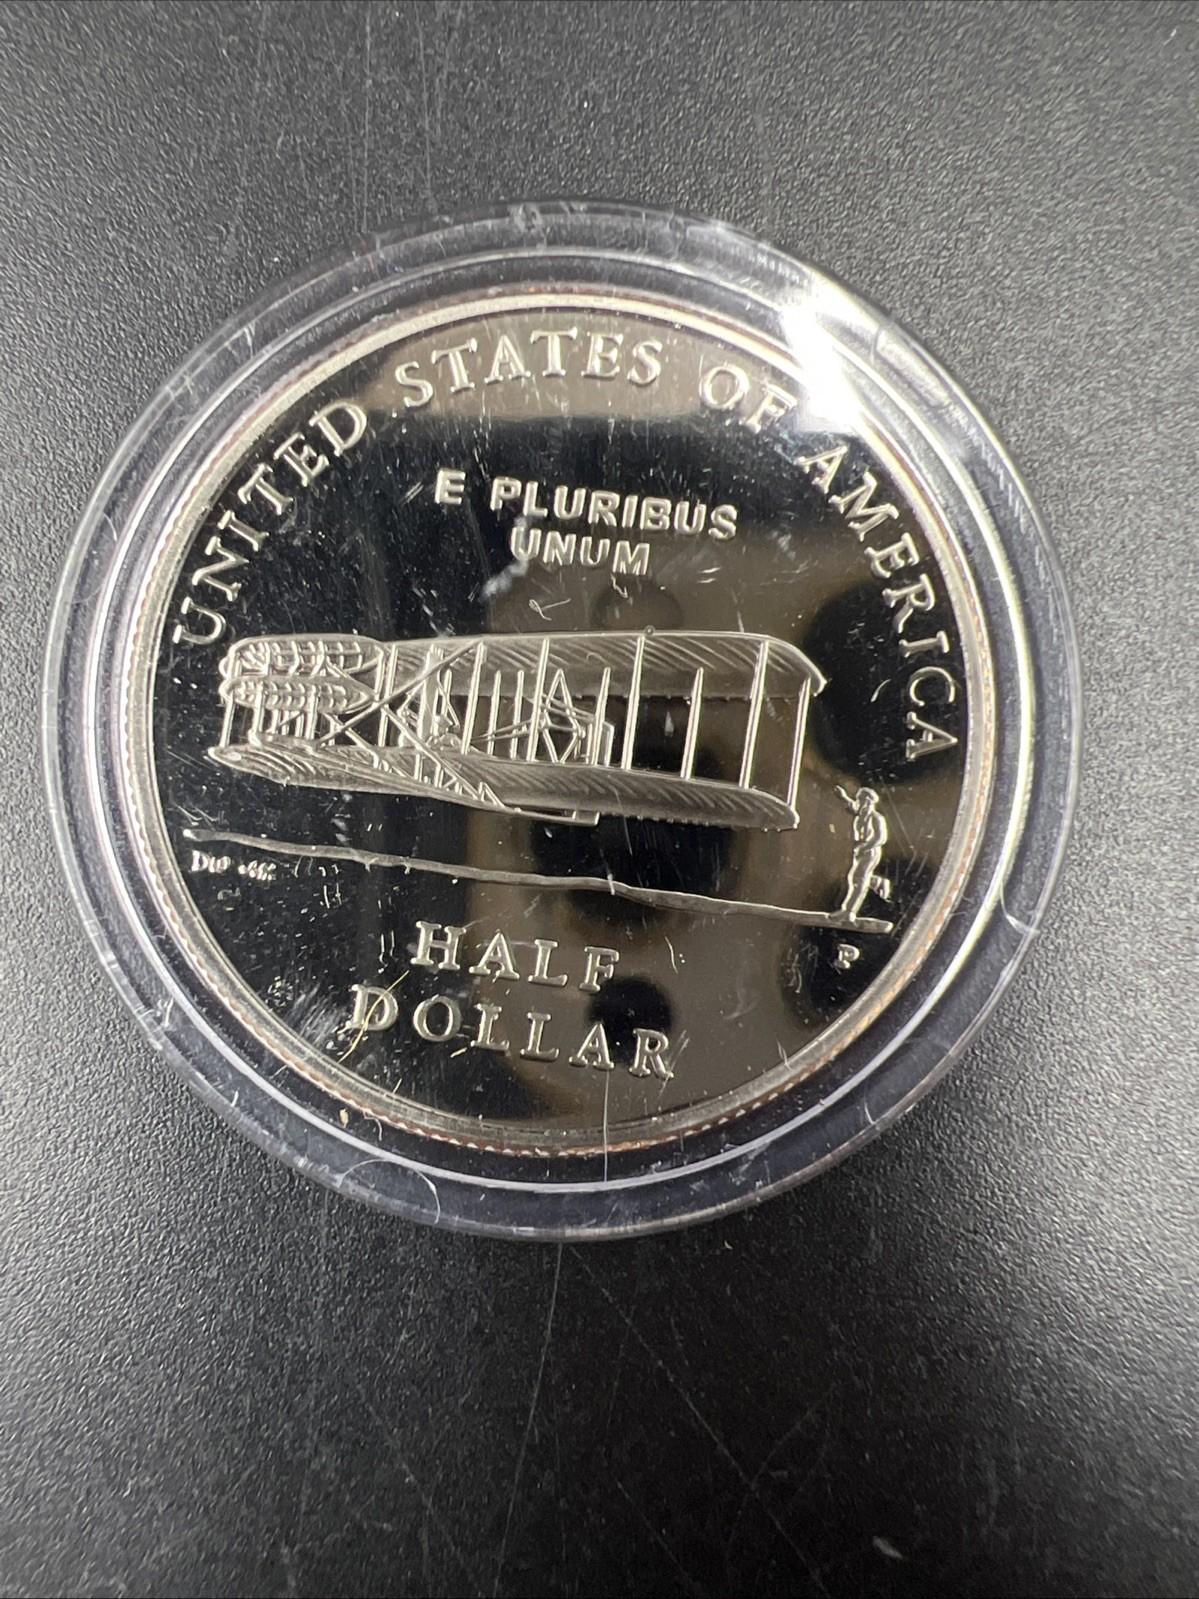 UNITED STATES OF AMERICA
E PLURIBUS
UNUM
P
HALF
DOLLAR